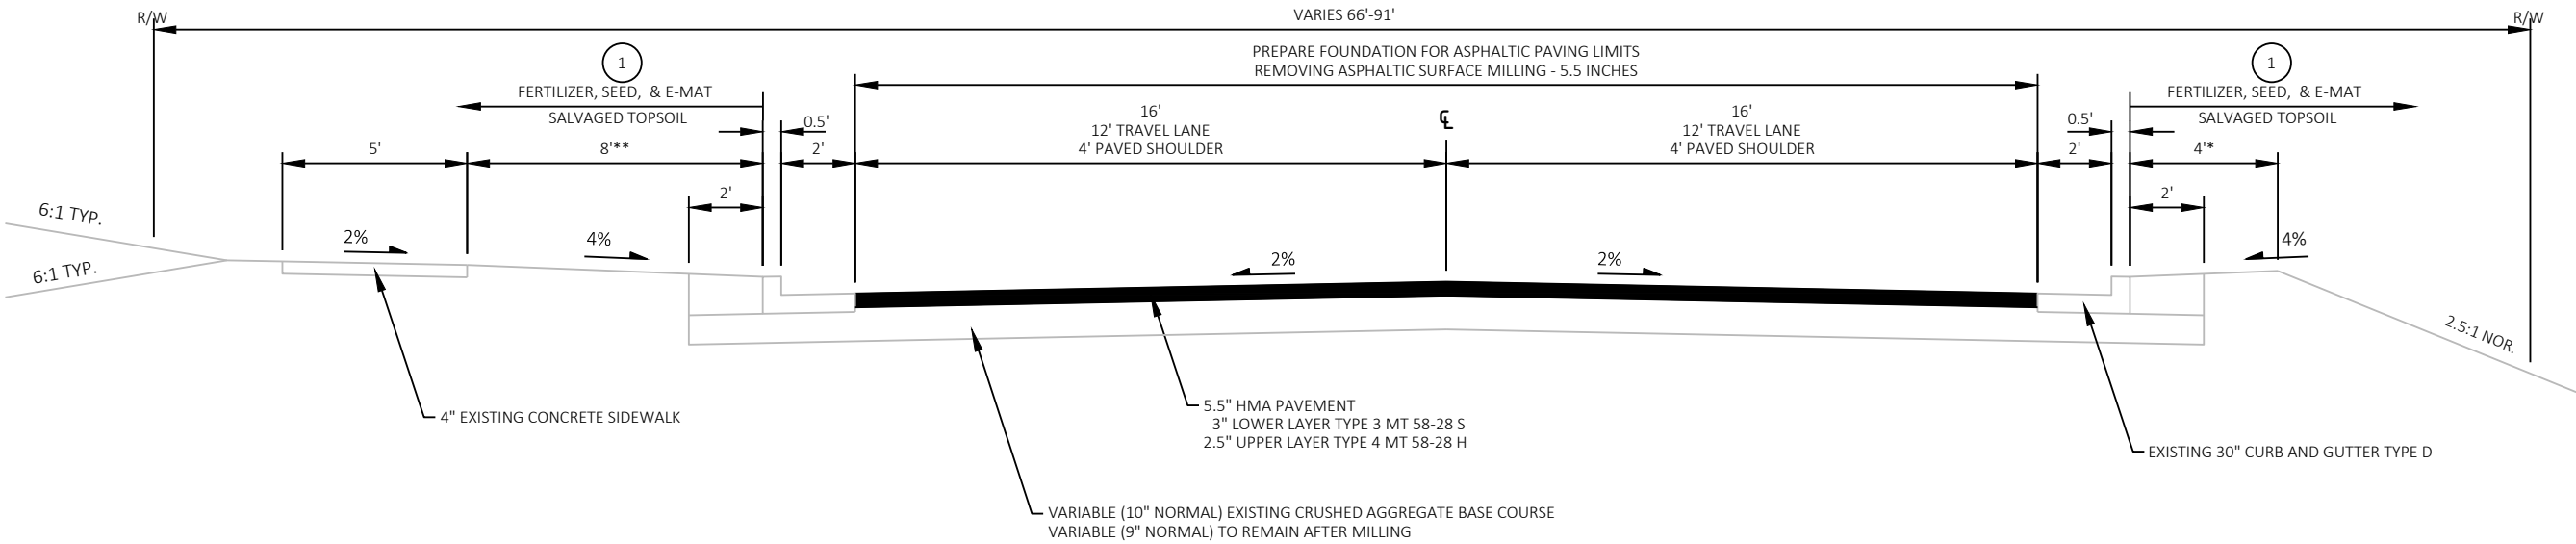 R/W
VARIES 66'-91'
R/W
PREPARE FOUNDATION FOR ASPHALTIC PAVING LIMITS
REMOVING ASPHALTIC SURFACE MILLING - 5.5 INCHES
1
FERTILIZER, SEED, & E-MAT
SALVAGED TOPSOIL
1
FERTILIZER, SEED, & E-MAT
SALVAGED TOPSOIL
0.5'
16'
12' TRAVEL LANE
4' PAVED SHOULDER
CL
16'
12' TRAVEL LANE
4' PAVED SHOULDER
0.5'
5'
8'**
2'
2'
4'*
2'
2'
6:1 TYP.
6:1 TYP.
2%
4%
2%
2%
4%
2.5:1 NOR.
4" EXISTING CONCRETE SIDEWALK
5.5" HMA PAVEMENT
3" LOWER LAYER TYPE 3 MT 58-28 S
2.5" UPPER LAYER TYPE 4 MT 58-28 H
EXISTING 30" CURB AND GUTTER TYPE D
VARIABLE (10" NORMAL) EXISTING CRUSHED AGGREGATE BASE COURSE
VARIABLE (9" NORMAL) TO REMAIN AFTER MILLING